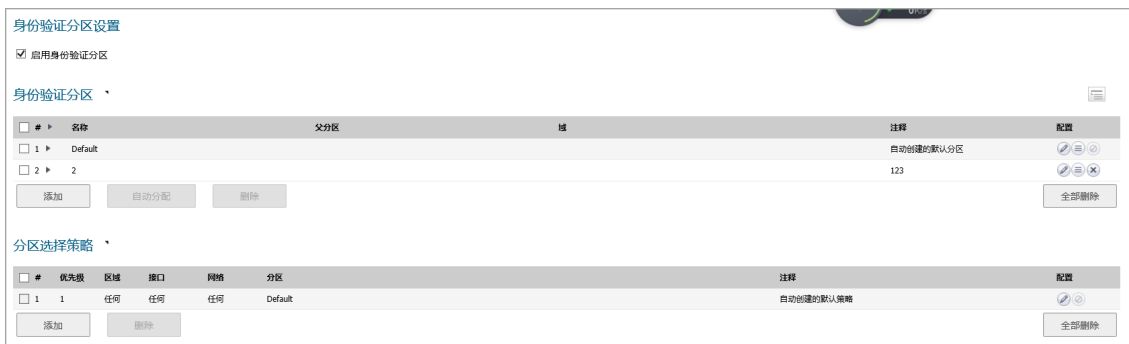 身份验证分区设置
启用身份验证分区
身份验证分区
# 名称 父分区 域 注释 配置
1 Default 自动创建的默认分区
2 2 123
添加 自动分配 删除 全部删除
分区选择策略
# 优先级 区域 接口 网络 分区 注释 配置
1 1 任何 任何 任何 Default 自动创建的默认策略
添加 删除 全部删除